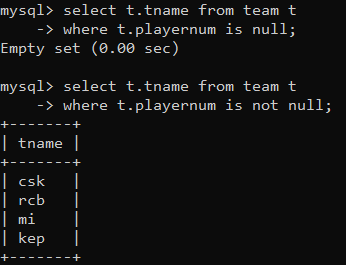 mysql> select t.tname from team t
    -> where t.playernum is null;
Empty set (0.00 sec)
mysql> select t.tname from team t
    -> where t.playernum is not null;
+-------+
| tname |
+-------+
| csk   |
| rcb   |
| mi    |
| kep   |
+-------+